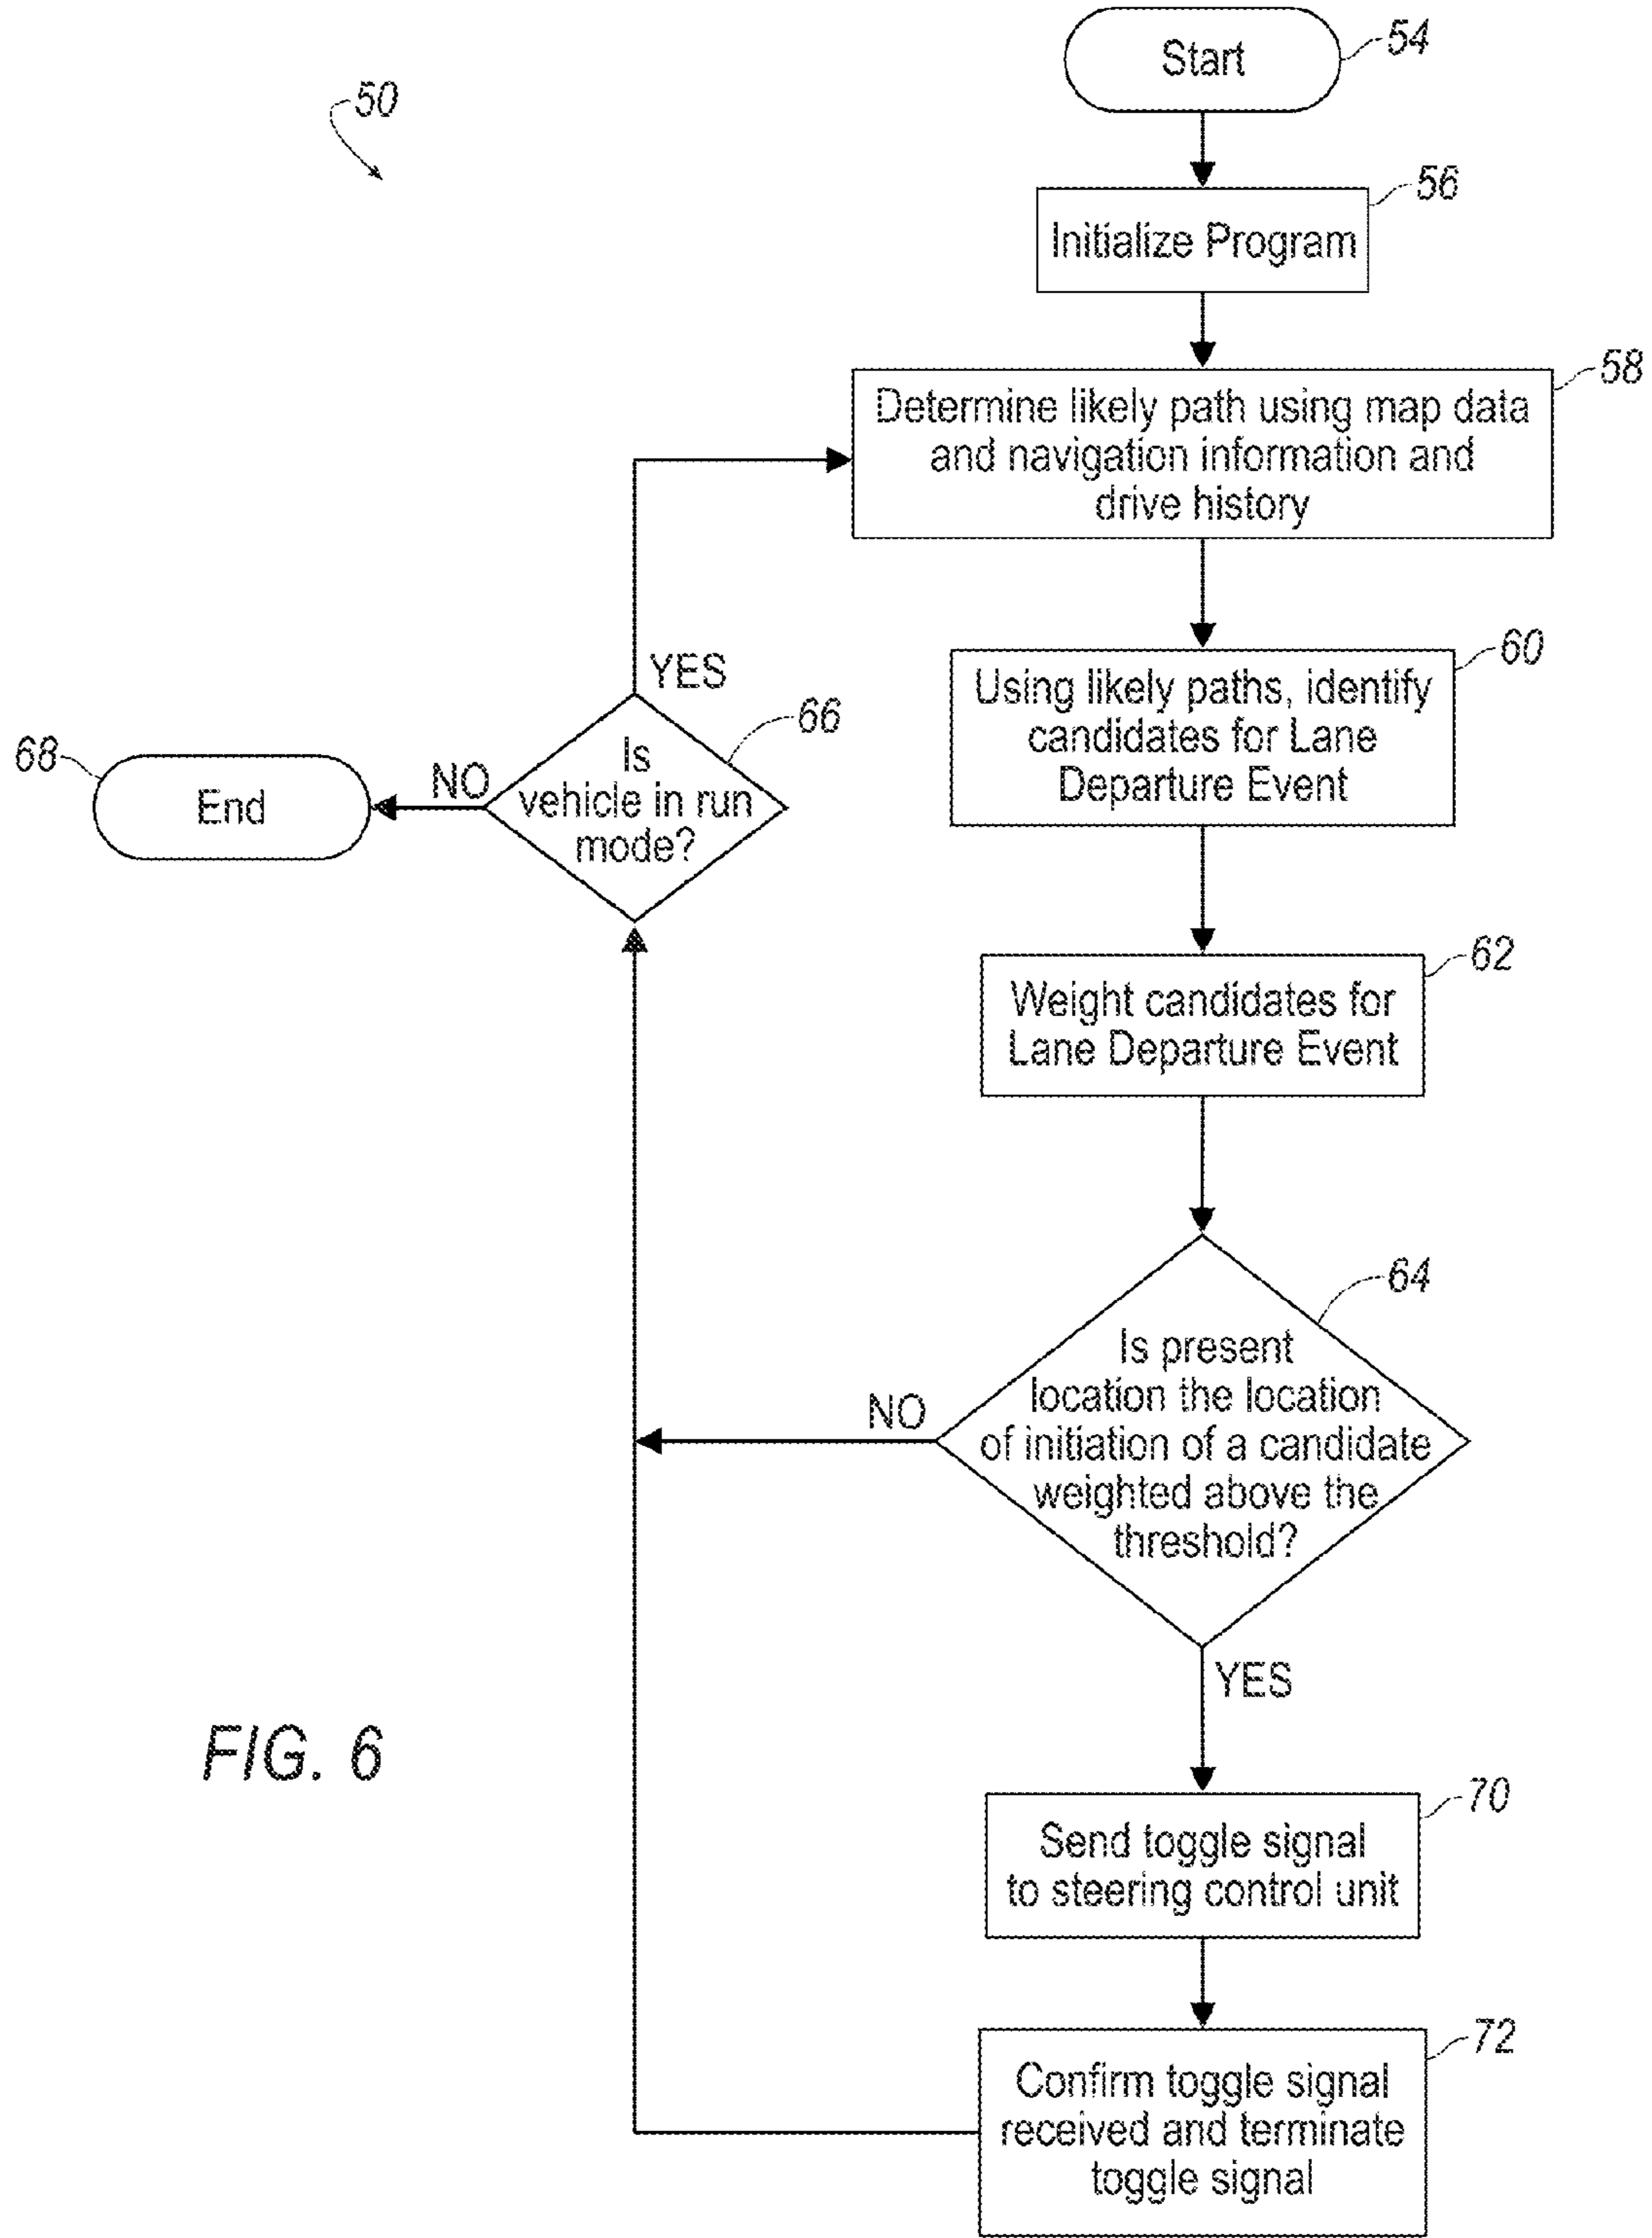 50
Start
54
Initialize Program
56
Determine likely path using map data
and navigation information and
drive history
58
Using likely paths, identify
candidates for Lane
Departure Event
60
YES
Is
vehicle in run
mode?
66
NO
End
68
Weight candidates for
Lane Departure Event
62
Is present
location the location
of initiation of a candidate
weighted above the
threshold?
64
NO
YES
Send toggle signal
to steering control unit
70
Confirm toggle signal
received and terminate
toggle signal
72
FIG. 6